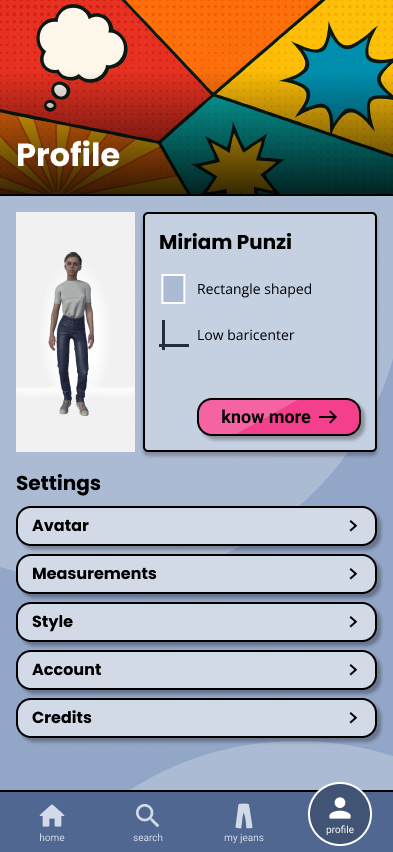 Profile
Miriam Punzi
Rectangle shaped
Low baricenter
know more
Settings
Avatar
Measurements
Style
Account
Credits
home
search
my jeans
profile